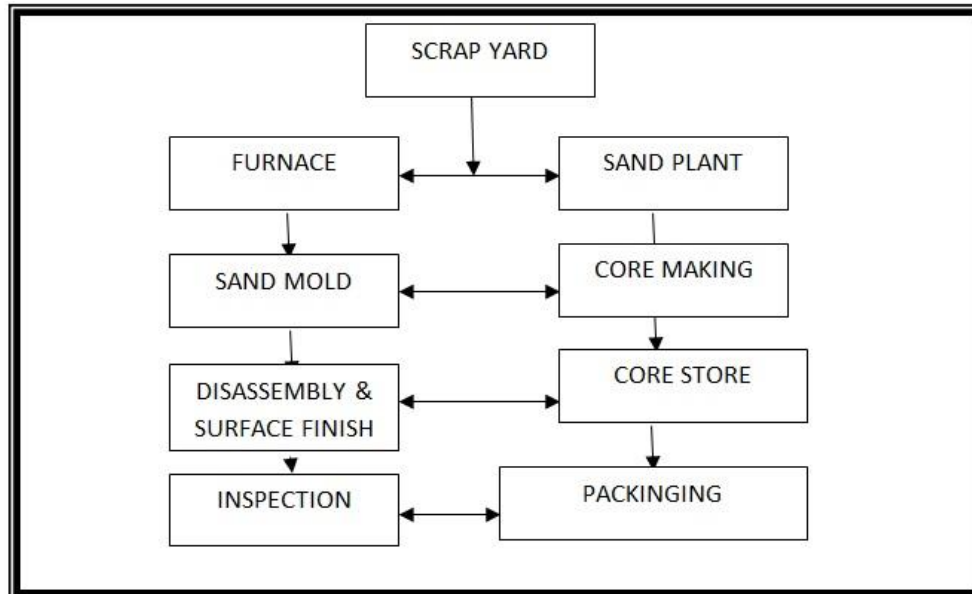 SCRAP YARD
FURNACE
SAND PLANT
SAND MOLD
CORE MAKING
DISASSEMBLY &
SURFACE FINISH
CORE STORE
INSPECTION
PACKINGING